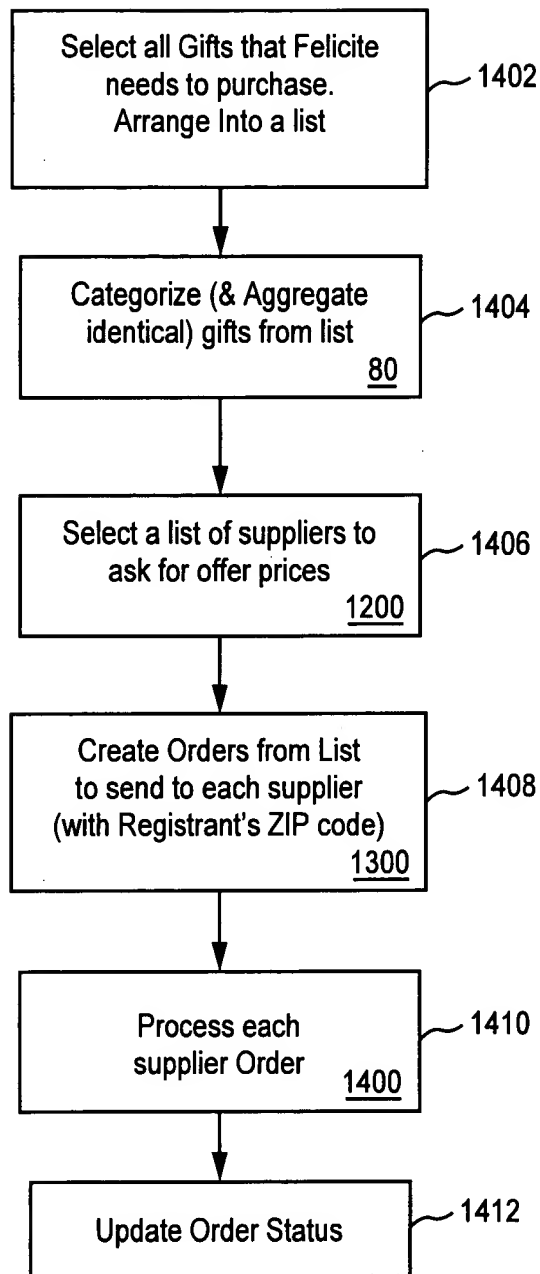 Select all Gifts that Felicite
needs to purchase.
Arrange Into a list
1402
Categorize (& Aggregate
identical) gifts from list
80
1404
Select a list of suppliers to
ask for offer prices
1200
1406
Create Orders from List
to send to each supplier
(with Registrant's ZIP code)
1300
1408
Process each
supplier Order
1400
1410
Update Order Status
1412